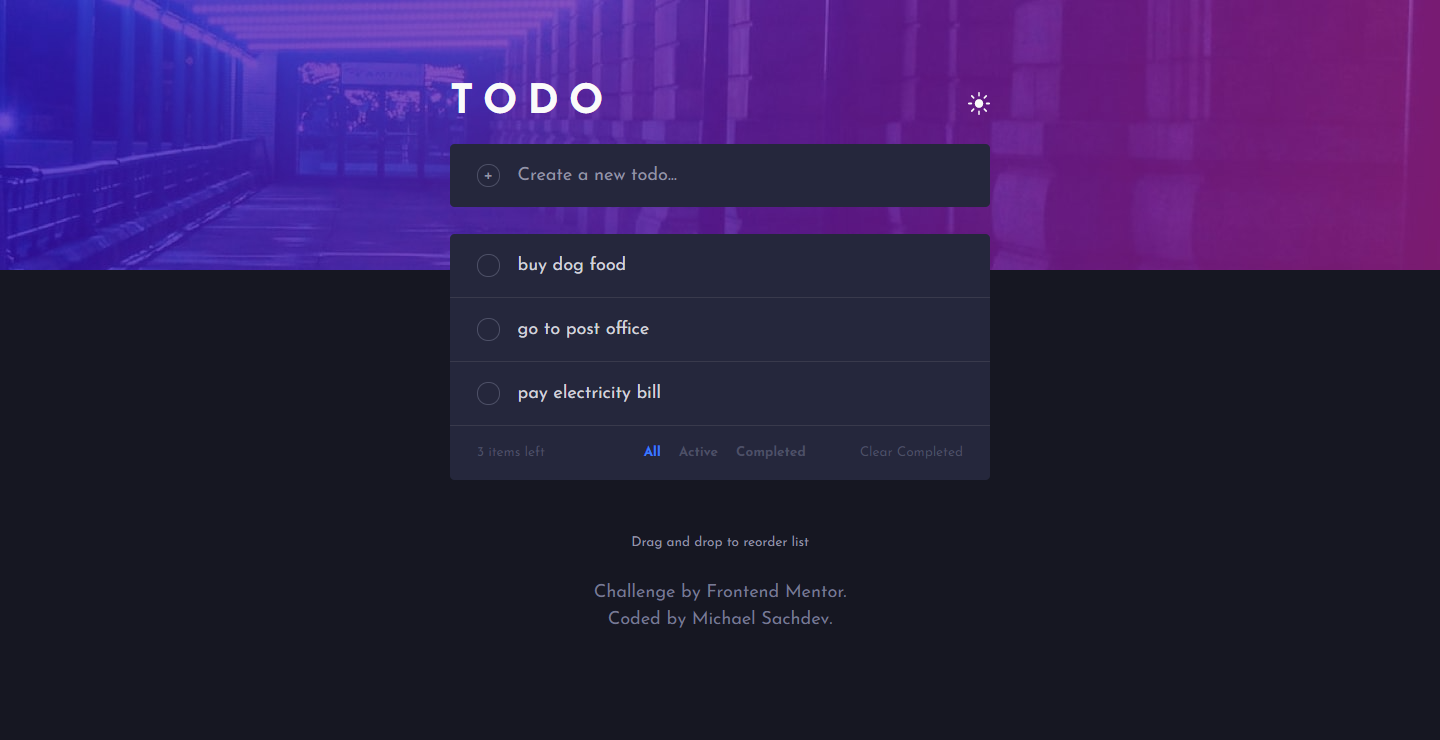 TODO
Create a new todo...
buy dog food
go to post office
pay electricity bill
3 items left All Active Completed Clear Completed
Drag and drop to reorder list
Challenge by Frontend Mentor.
Coded by Michael Sachdev.